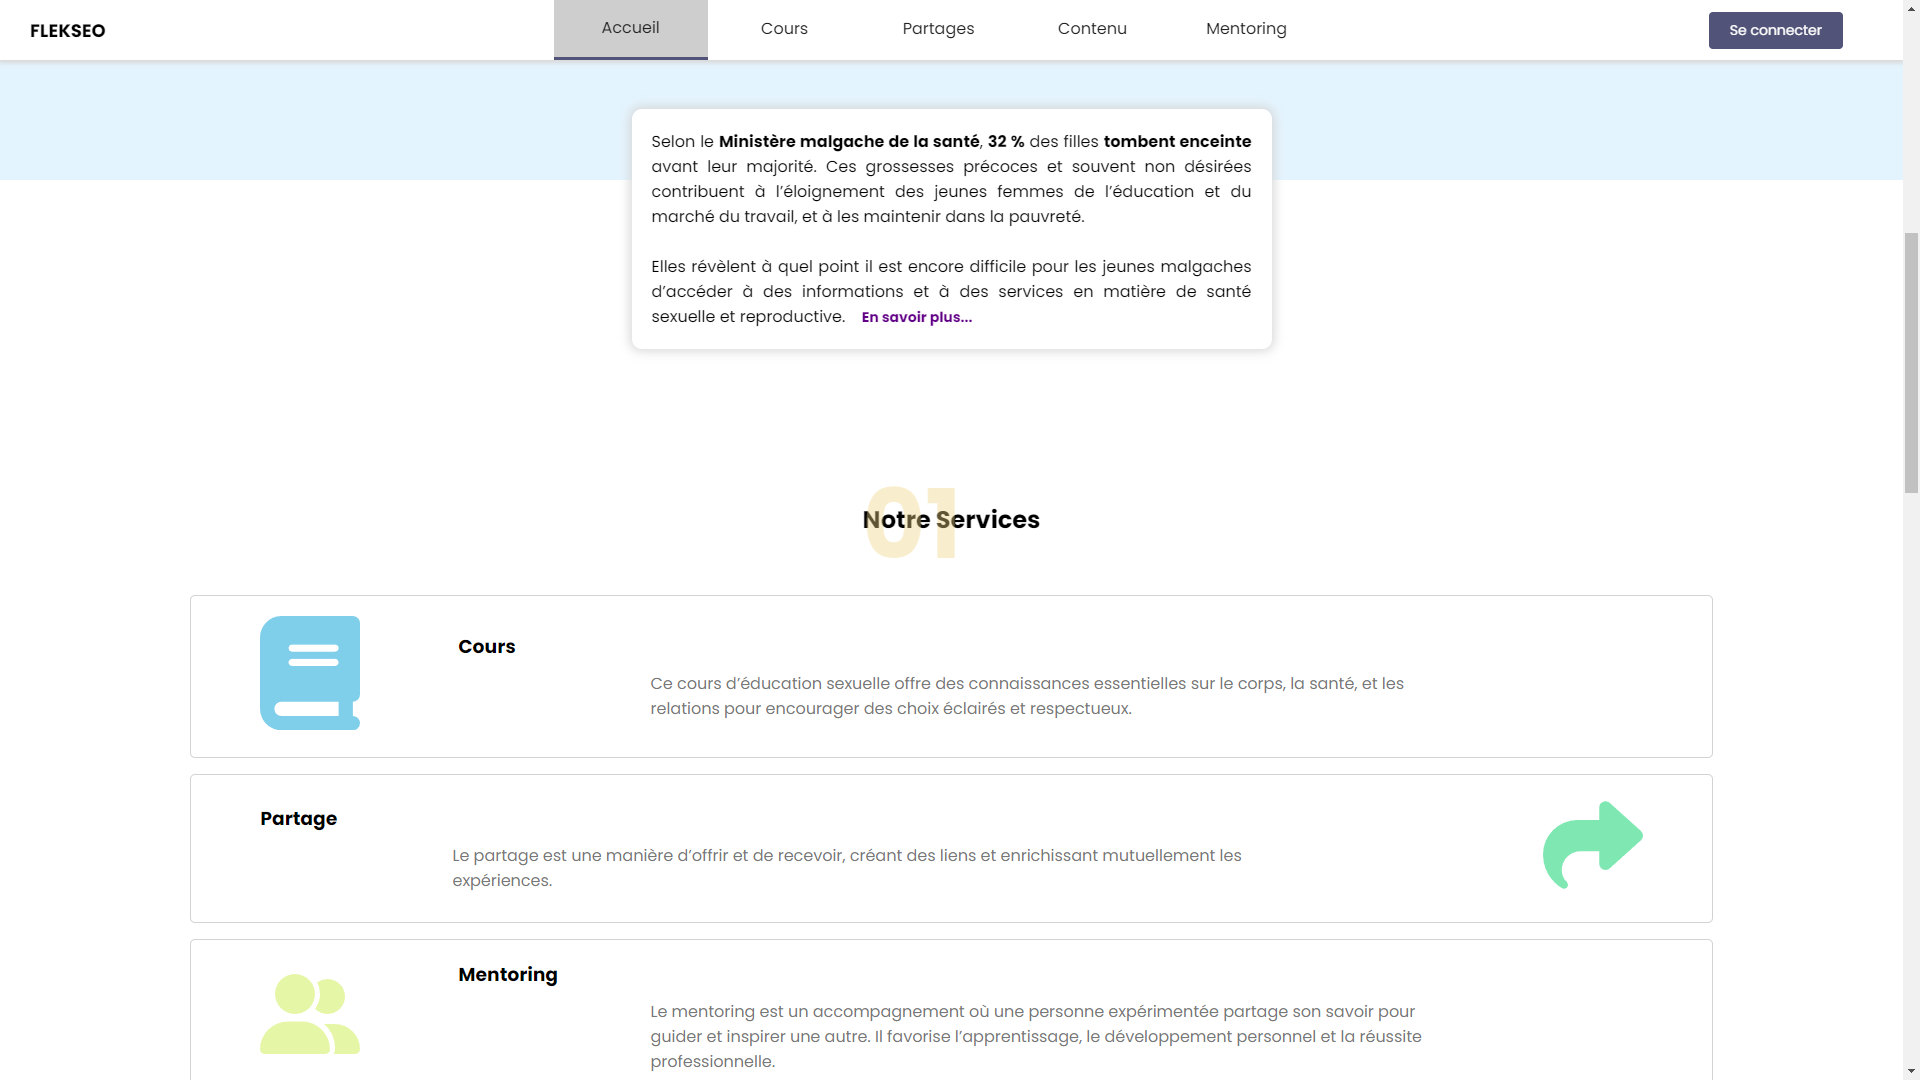 FLEKSEO
Accueil
Cours
Partages
Contenu
Mentoring
Se connecter
Selon le Ministère malgache de la santé, 32 % des filles tombent enceinte
avant leur majorité. Ces grossesses précoces et souvent non désirées
contribuent à l’éloignement des jeunes femmes de l’éducation et du
marché du travail, et à les maintenir dans la pauvreté.
Elles révèlent à quel point il est encore difficile pour les jeunes malgaches
d’accéder à des informations et à des services en matière de santé
sexuelle et reproductive. En savoir plus...
01
Notre Services
Cours
Ce cours d’éducation sexuelle offre des connaissances essentielles sur le corps, la santé, et les
relations pour encourager des choix éclairés et respectueux.
Partage
Le partage est une manière d’offrir et de recevoir, créant des liens et enrichissant mutuellement les
expériences.
Mentoring
Le mentoring est un accompagnement où une personne expérimentée partage son savoir pour
guider et inspirer une autre. Il favorise l’apprentissage, le développement personnel et la réussite
professionnelle.